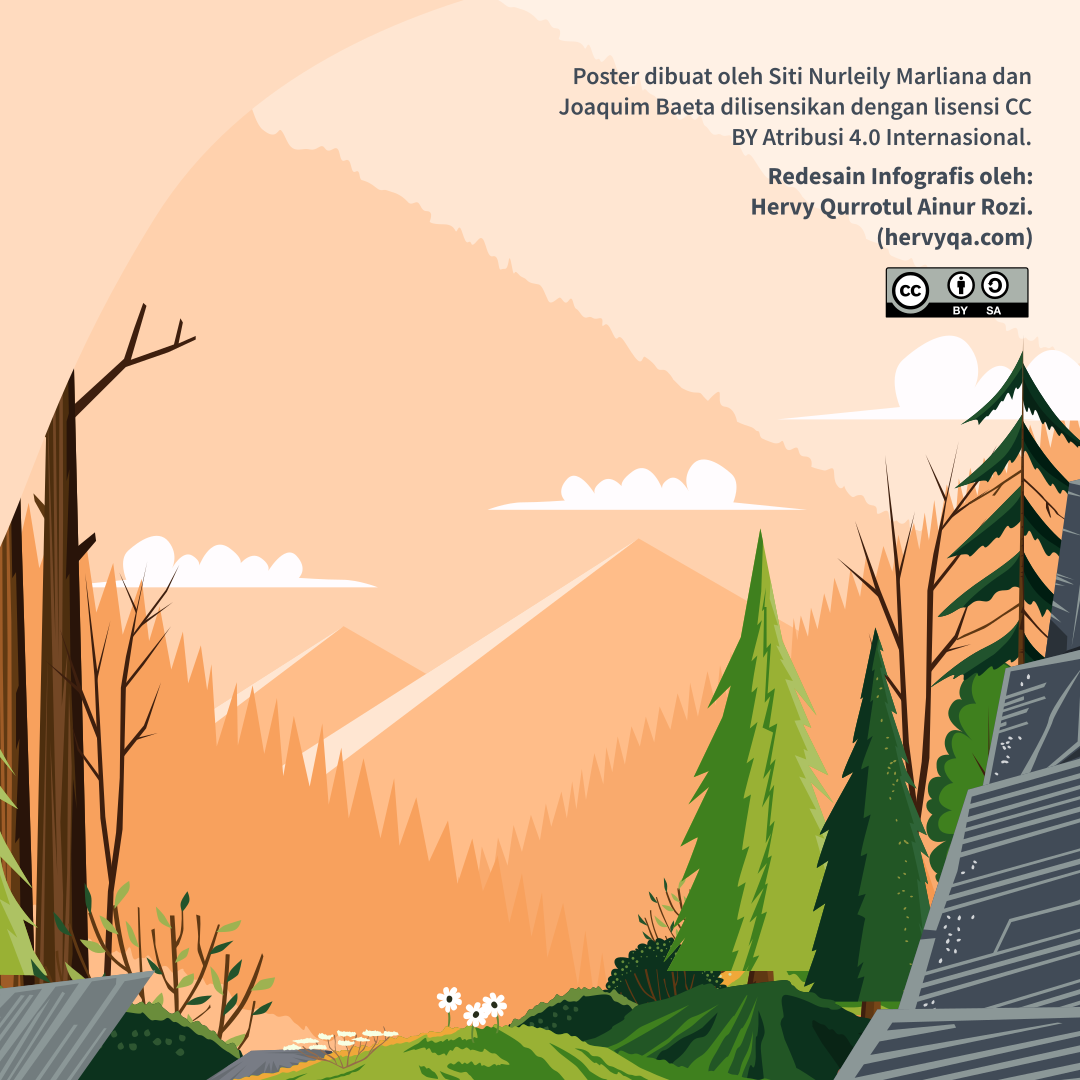 Poster dibuat oleh Siti Nurleily Marliana dan
Joaquim Baeta dilisensikan dengan lisensi CC
BY Atribusi 4.0 Internasional.
Redesain Infografis oleh:
Hervy Qurrotul Ainur Rozi.
(hervyqa.com)
CC
BY SA